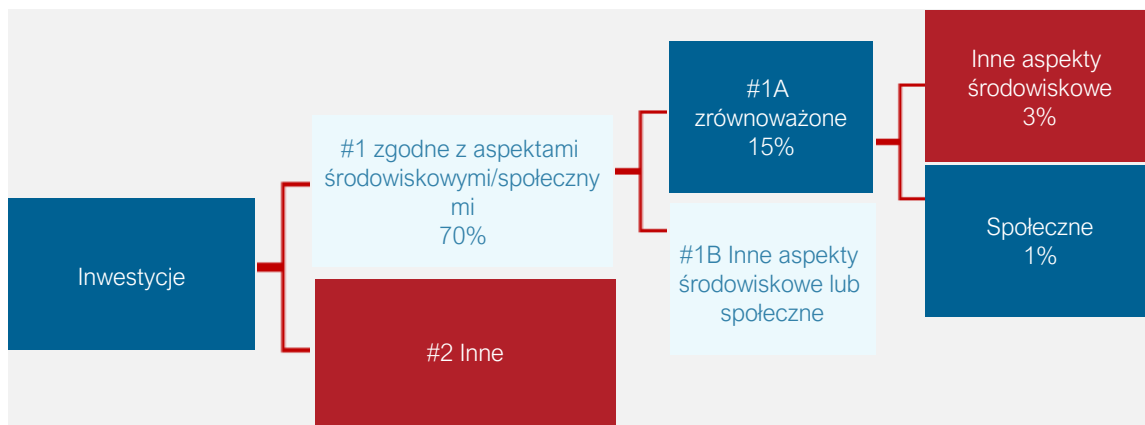 Inwestycje
#1 zgodne z aspektami
środowiskowymi/społeczny
mi
70%
#2 Inne
#1A
zrównoważone
15%
#1B Inne aspekty
środowiskowe lub
społeczne
Inne aspekty
środowiskowe
3%
Społeczne
1%